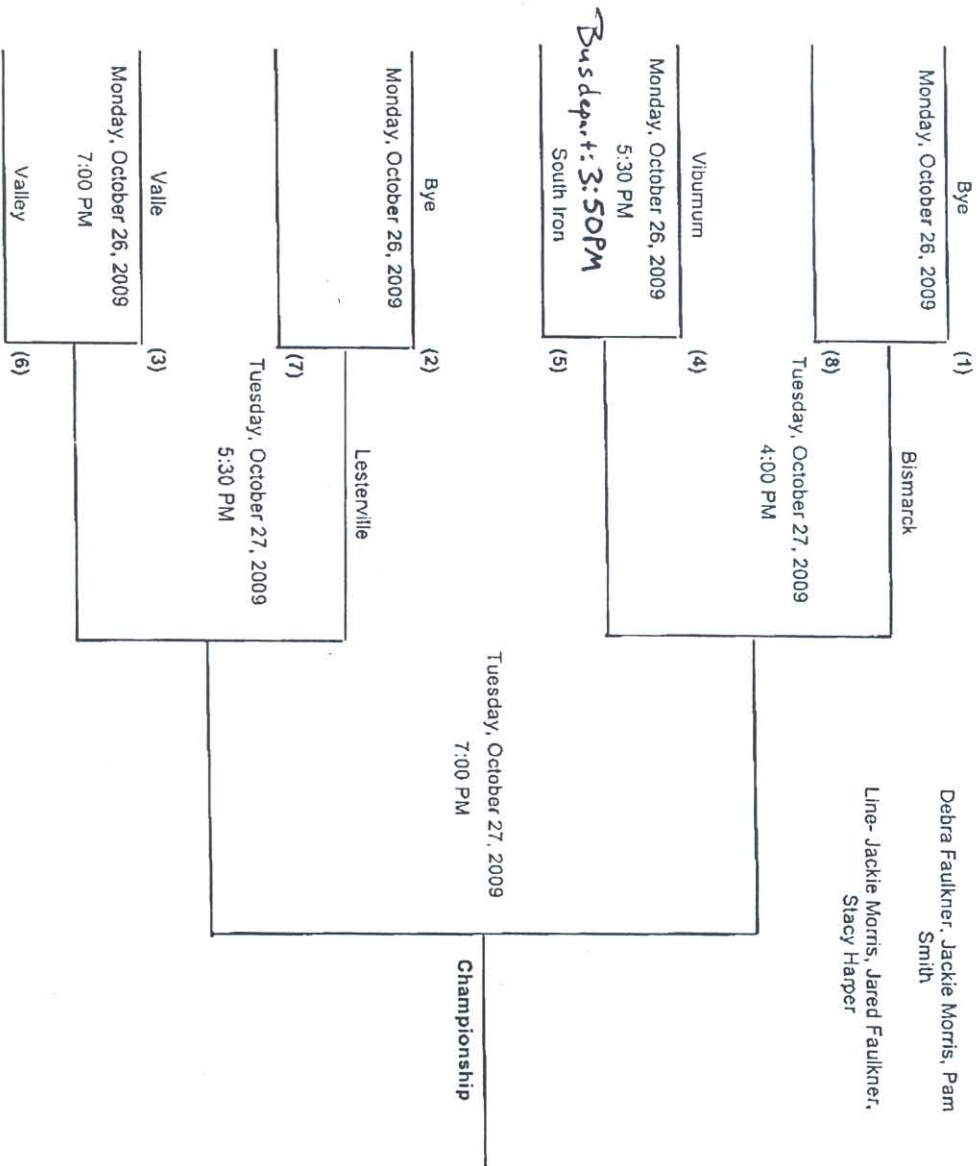 Debra Faulkner, Jackie Morris, Pam
Smith
Line- Jackie Morris, Jared Faulkner,
Stacy Harper
Bye
(1)
Monday, October 26, 2009
Bismarck
(8)
Tuesday, October 27, 2009
4:00 PM
Viburnum
(4)
Monday, October 26, 2009
5:30 PM
Bus depart: 3:50PM
South Iron
(5)
Tuesday, October 27, 2009
7:00 PM
Championship
Bye
(2)
Monday, October 26, 2009
Lesterville
(7)
Tuesday, October 27, 2009
5:30 PM
Valle
(3)
Monday, October 26, 2009
7:00 PM
Valley
(6)